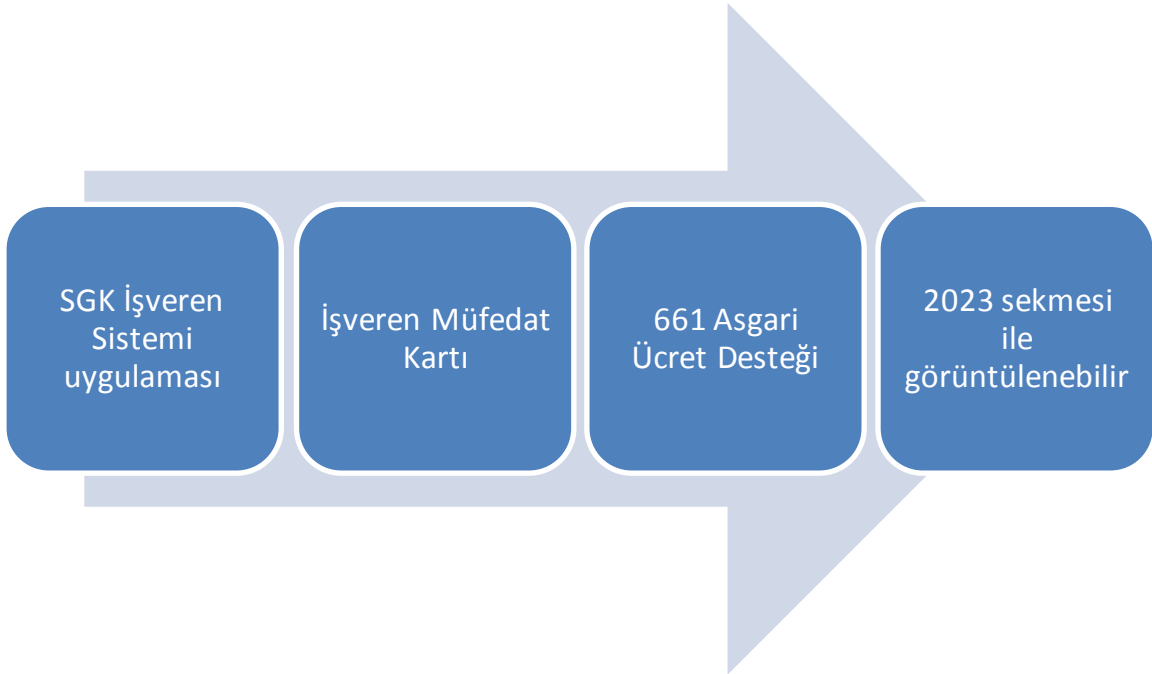 SGK İşveren
Sistemi
uygulaması
İşveren Müfedat
Kartı
661 Asgari
Ücret Desteği
2023 sekmesi
ile
görüntülenebilir